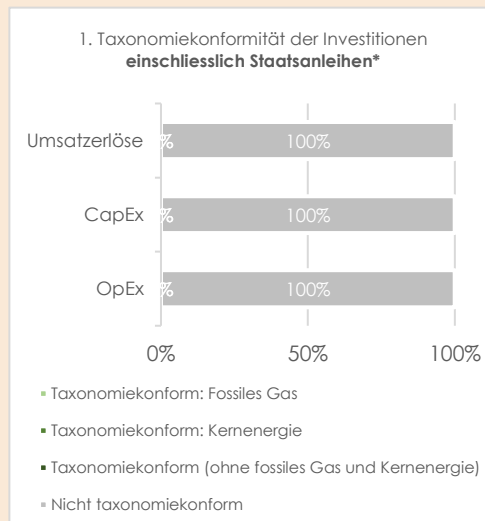 1. Taxonomiekonformität der Investitionen
einschliesslich Staatsanleihen*
Umsatzerlöse
% 100%
CapEx
% 100%
OpEx
% 100%
0% 50% 100%
Taxonomiekonform: Fossiles Gas
Taxonomiekonform: Kernenergie
Taxonomiekonform (ohne fossiles Gas und Kernenergie)
Nicht taxonomiekonform